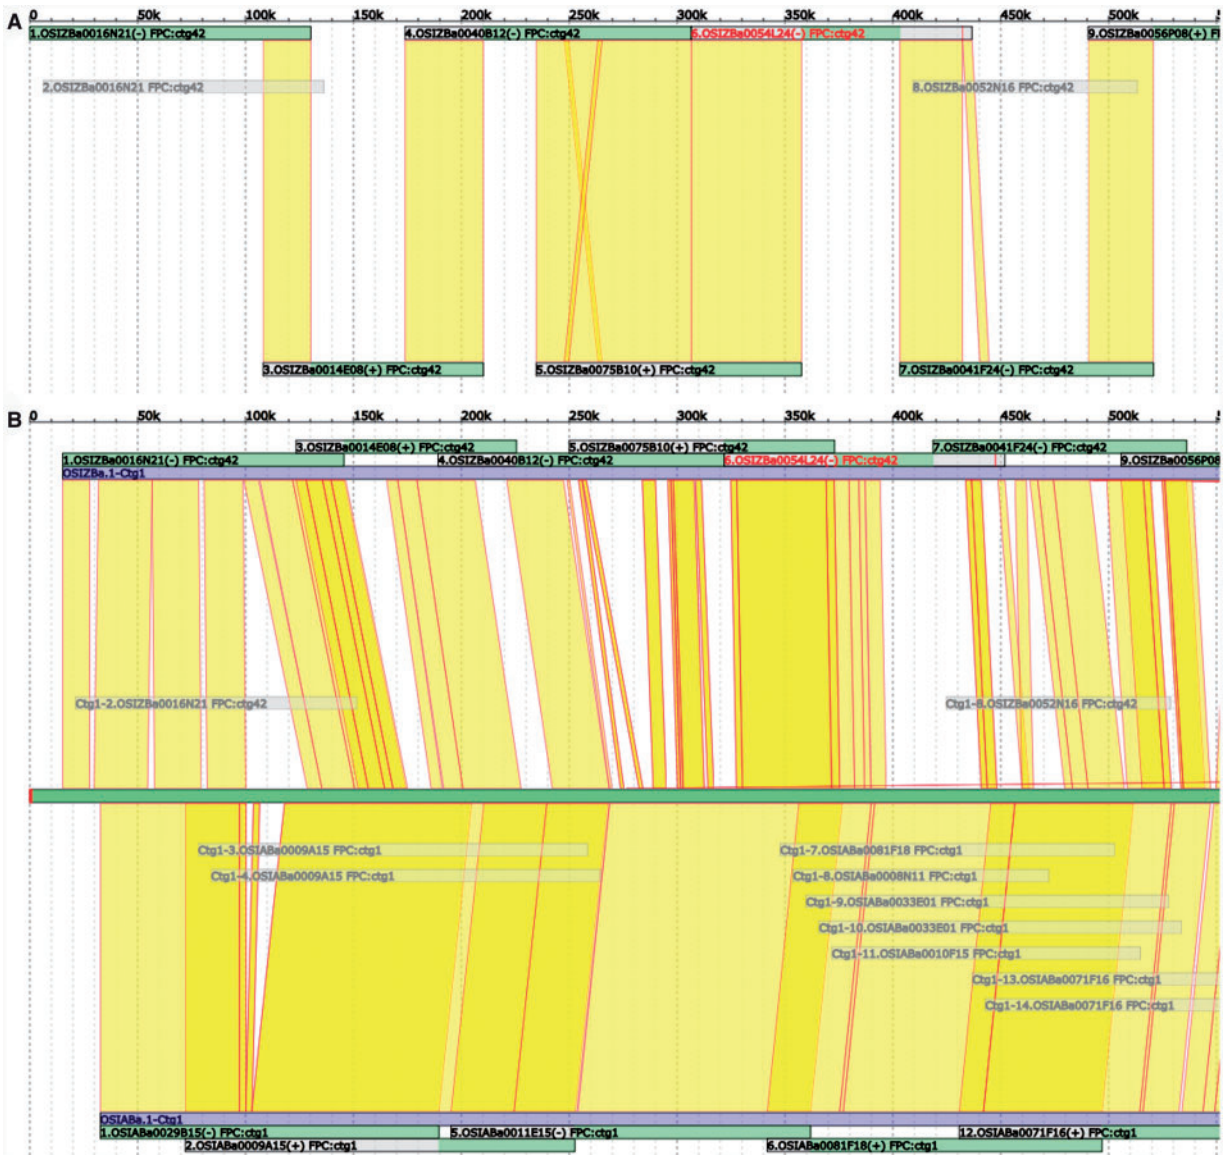 0 50k 100k 150k 200k 250k 300k 350k 400k 450k 500k
A
1.OSIZBa0016N21(-) FPC:ctg42 4.OSIZBa0040B12(-) FPC:ctg42 6.OSIZBa0054L24(-) FPC:ctg42 9.OSIZBa0056P08(+) F
2.OSIZBa0016N21 FPC:ctg42 8.OSIZBa0052N16 FPC:ctg42
3.OSIZBa0014E08(+) FPC:ctg42 5.OSIZBa0075B10(+) FPC:ctg42 7.OSIZBa0041F24(-) FPC:ctg42
0 50k 100k 150k 200k 250k 300k 350k 400k 450k 500k
B
3.OSIZBa0014E08(+) FPC:ctg42 5.OSIZBa0075B10(+) FPC:ctg42 7.OSIZBa0041F24(-) FPC:ctg42
1.OSIZBa0016N21(-) FPC:ctg42 4.OSIZBa0040B12(-) FPC:ctg42 6.OSIZBa0054L24(-) FPC:ctg42 9.OSIZBa0056P08
OSIZBa.1-Ctg1
Ctg1-2.OSIZBa0016N21 FPC:ctg42 Ctg1-8.OSIZBa0052N16 FPC:ctg42
Ctg1-3.OSIABa0009A15 FPC:ctg1 Ctg1-7.OSIABa0081F18 FPC:ctg1
Ctg1-4.OSIABa0009A15 FPC:ctg1 Ctg1-8.OSIABa0008N11 FPC:ctg1
Ctg1-9.OSIABa0033E01 FPC:ctg1
Ctg1-10.OSIABa0033E01 FPC:ctg1
Ctg1-11.OSIABa0010F15 FPC:ctg1
Ctg1-13.OSIABa0071F16 FPC:ctg1
Ctg1-14.OSIABa0071F16 FPC:ctg1
OSIABa.1-Ctg1
1.OSIABa0029B15(-) FPC:ctg1 5.OSIABa0011E15(-) FPC:ctg1 12.OSIABa0071F16(+) FPC:ctg1
2.OSIABa0009A15(+) FPC:ctg1 6.OSIABa0081F18(+) FPC:ctg1